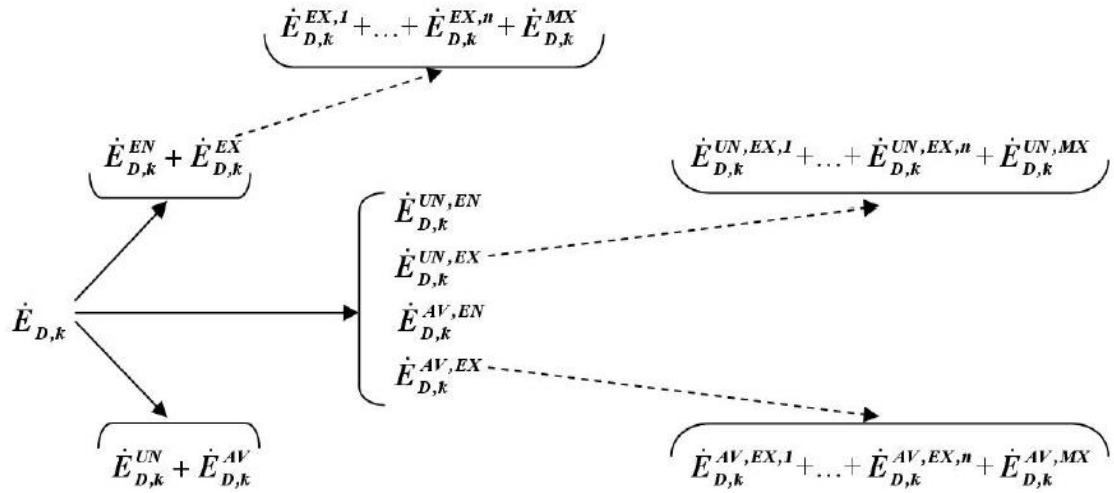 Ė_{D,k}^{EX,1} +...+ Ė_{D,k}^{EX,n} + Ė_{D,k}^{MX}
Ė_{D,k}^{EN} + Ė_{D,k}^{EX}
Ė_{D,k}^{UN,EX,1} +...+ Ė_{D,k}^{UN,EX,n} + Ė_{D,k}^{UN,MX}
Ė_{D,k}^{UN,EN}
Ė_{D,k}^{UN,EX}
Ė_{D,k}
Ė_{D,k}^{AV,EN}
Ė_{D,k}^{AV,EX}
Ė_{D,k}^{UN} + Ė_{D,k}^{AV}
Ė_{D,k}^{AV,EX,1} +...+ Ė_{D,k}^{AV,EX,n} + Ė_{D,k}^{AV,MX}